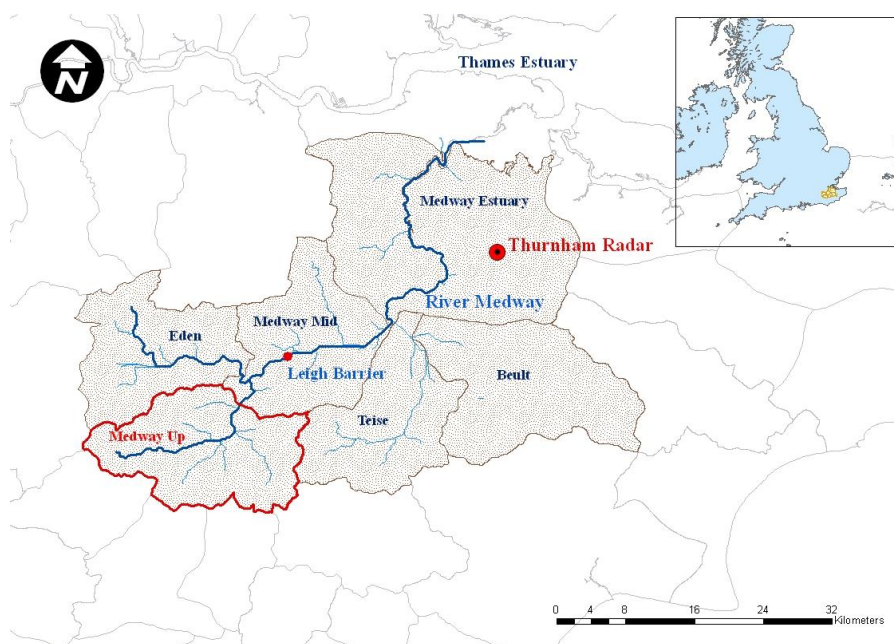 N
Thames Estuary
Medway Estuary
Thurnham Radar
River Medway
Eden
Medway Mid
Leigh Barrier
Beult
Teise
Medway Up
0 4 8 16 24 32
Kilometers